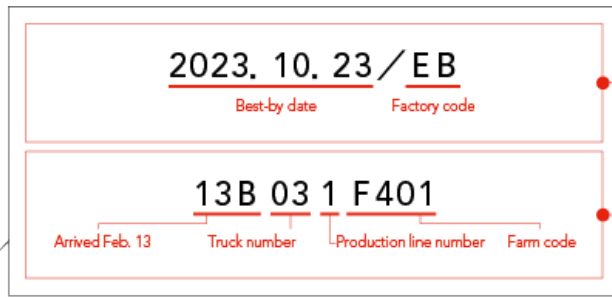 2023. 10. 23/EB
Best-by date Factory code
13B 03 1 F401
Arrived Feb. 13 Truck number Production line number Farm code